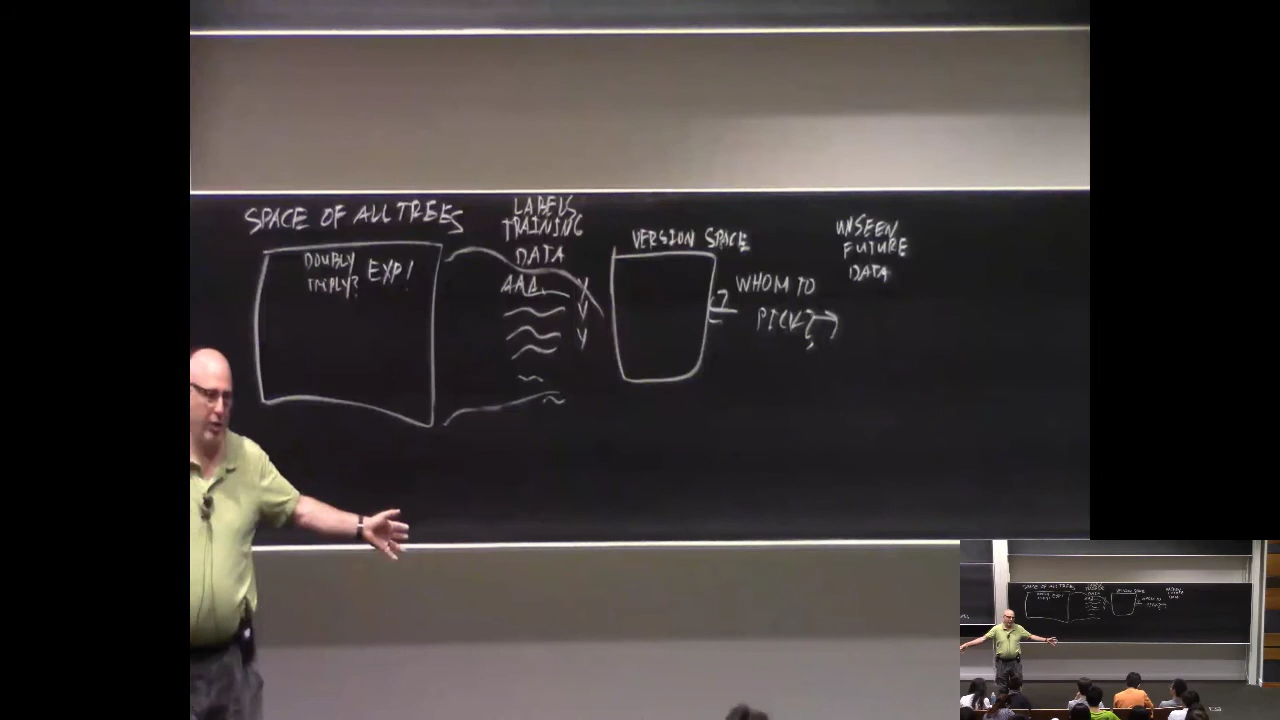 SPACE OF ALL TREES
DOUBLY
TRIPLY? EXP!
LABELS
TRAINING
DATA
VERSION SPACE
WHOM TO
PICK?
UNSEEN
FUTURE
DATA